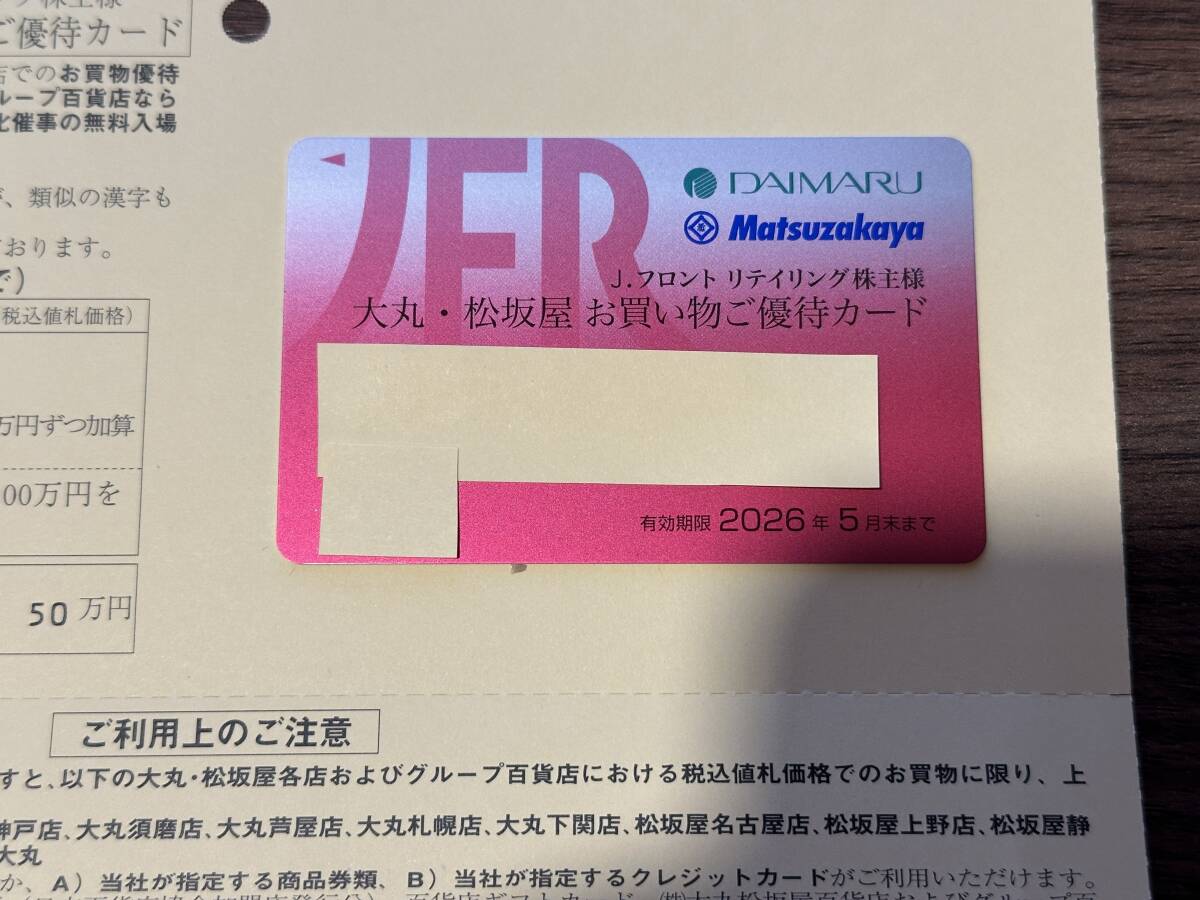 ご優待カード
店でのお買物優待
ループ百貨店なら
化催事の無料入場
、類似の漢字も
ております。
で）
税込値札価格）
万円ずつ加算
00万円を
50 万円
JFR
DAIMARU
Matsuzakaya
J.フロント リテイリング株主様
大丸・松坂屋 お買い物ご優待カード
有効期限 2026 年 5 月末まで
ご利用上のご注意
すと、以下の大丸・松坂屋各店およびグループ百貨店における税込値札価格でのお買物に限り、上
神戸店、大丸須磨店、大丸芦屋店、大丸札幌店、大丸下関店、松坂屋名古屋店、松坂屋上野店、松坂屋静
大丸
か、A）当社が指定する商品券類、B）当社が指定するクレジットカードがご利用いただけます。